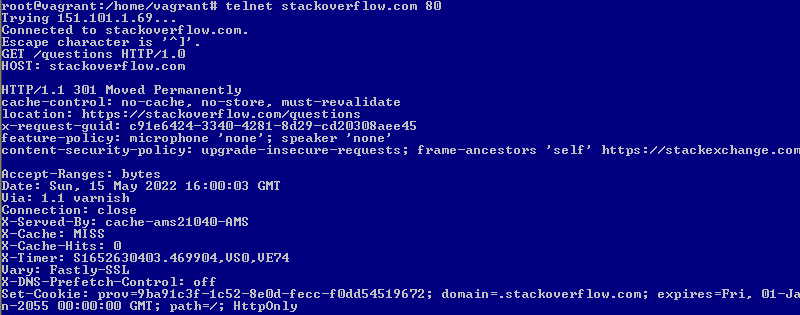 root@vagrant:/home/vagrant# telnet stackoverflow.com 80
Trying 151.101.1.69...
Connected to stackoverflow.com.
Escape character is '^]'.
GET /questions HTTP/1.0
HOST: stackoverflow.com
HTTP/1.1 301 Moved Permanently
cache-control: no-cache, no-store, must-revalidate
location: https://stackoverflow.com/questions
x-request-guid: c91e6424-3340-4281-8d29-cd20308aee45
feature-policy: microphone 'none'; speaker 'none'
content-security-policy: upgrade-insecure-requests; frame-ancestors 'self' https://stackexchange.com
Accept-Ranges: bytes
Date: Sun, 15 May 2022 16:00:03 GMT
Via: 1.1 varnish
Connection: close
X-Served-By: cache-ams21040-AMS
X-Cache: MISS
X-Cache-Hits: 0
X-Timer: S1652630403.469904,VS0,VE74
Vary: Fastly-SSL
X-DNS-Prefetch-Control: off
Set-Cookie: prov=9ba91c3f-1c52-8e0d-fecc-f0dd54519672; domain=.stackoverflow.com; expires=Fri, 01-Ja
n-2055 00:00:00 GMT; path=/; HttpOnly